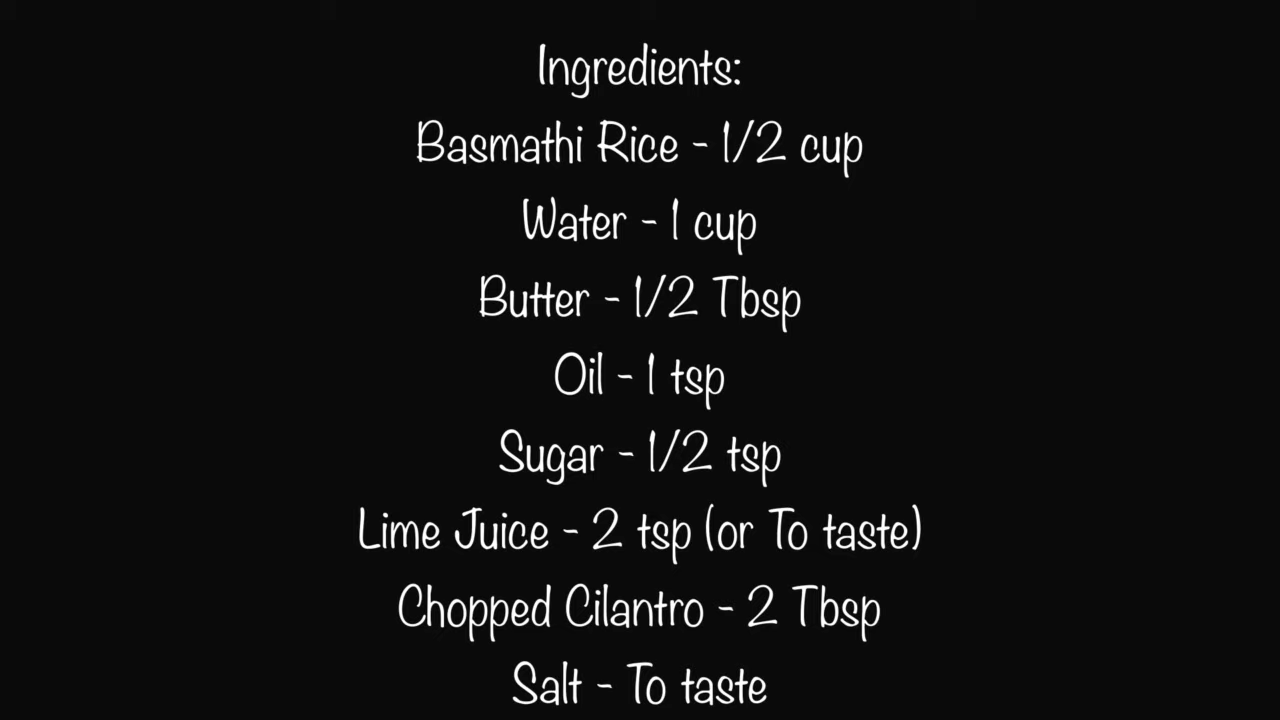 Ingredients:
Basmathi Rice - 1/2 cup
Water - 1 cup
Butter - 1/2 Tbsp
Oil - 1 tsp
Sugar - 1/2 tsp
Lime Juice - 2 tsp (or To taste)
Chopped Cilantro - 2 Tbsp
Salt - To taste